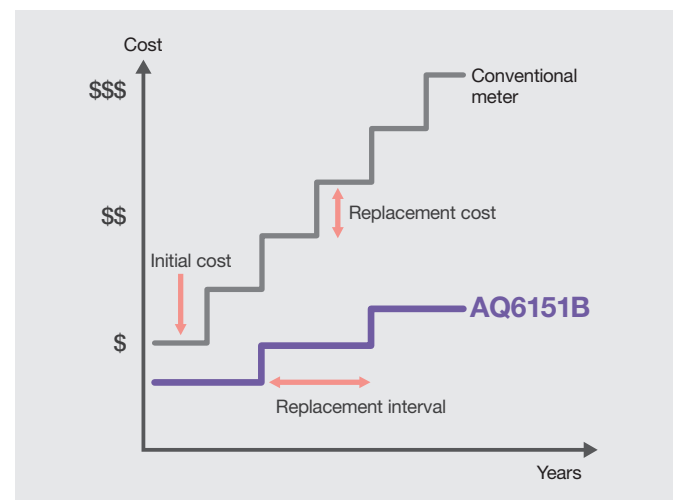 Cost
$$$
Conventional
meter
$$
Replacement cost
Initial cost
$
AQ6151B
Replacement interval
Years